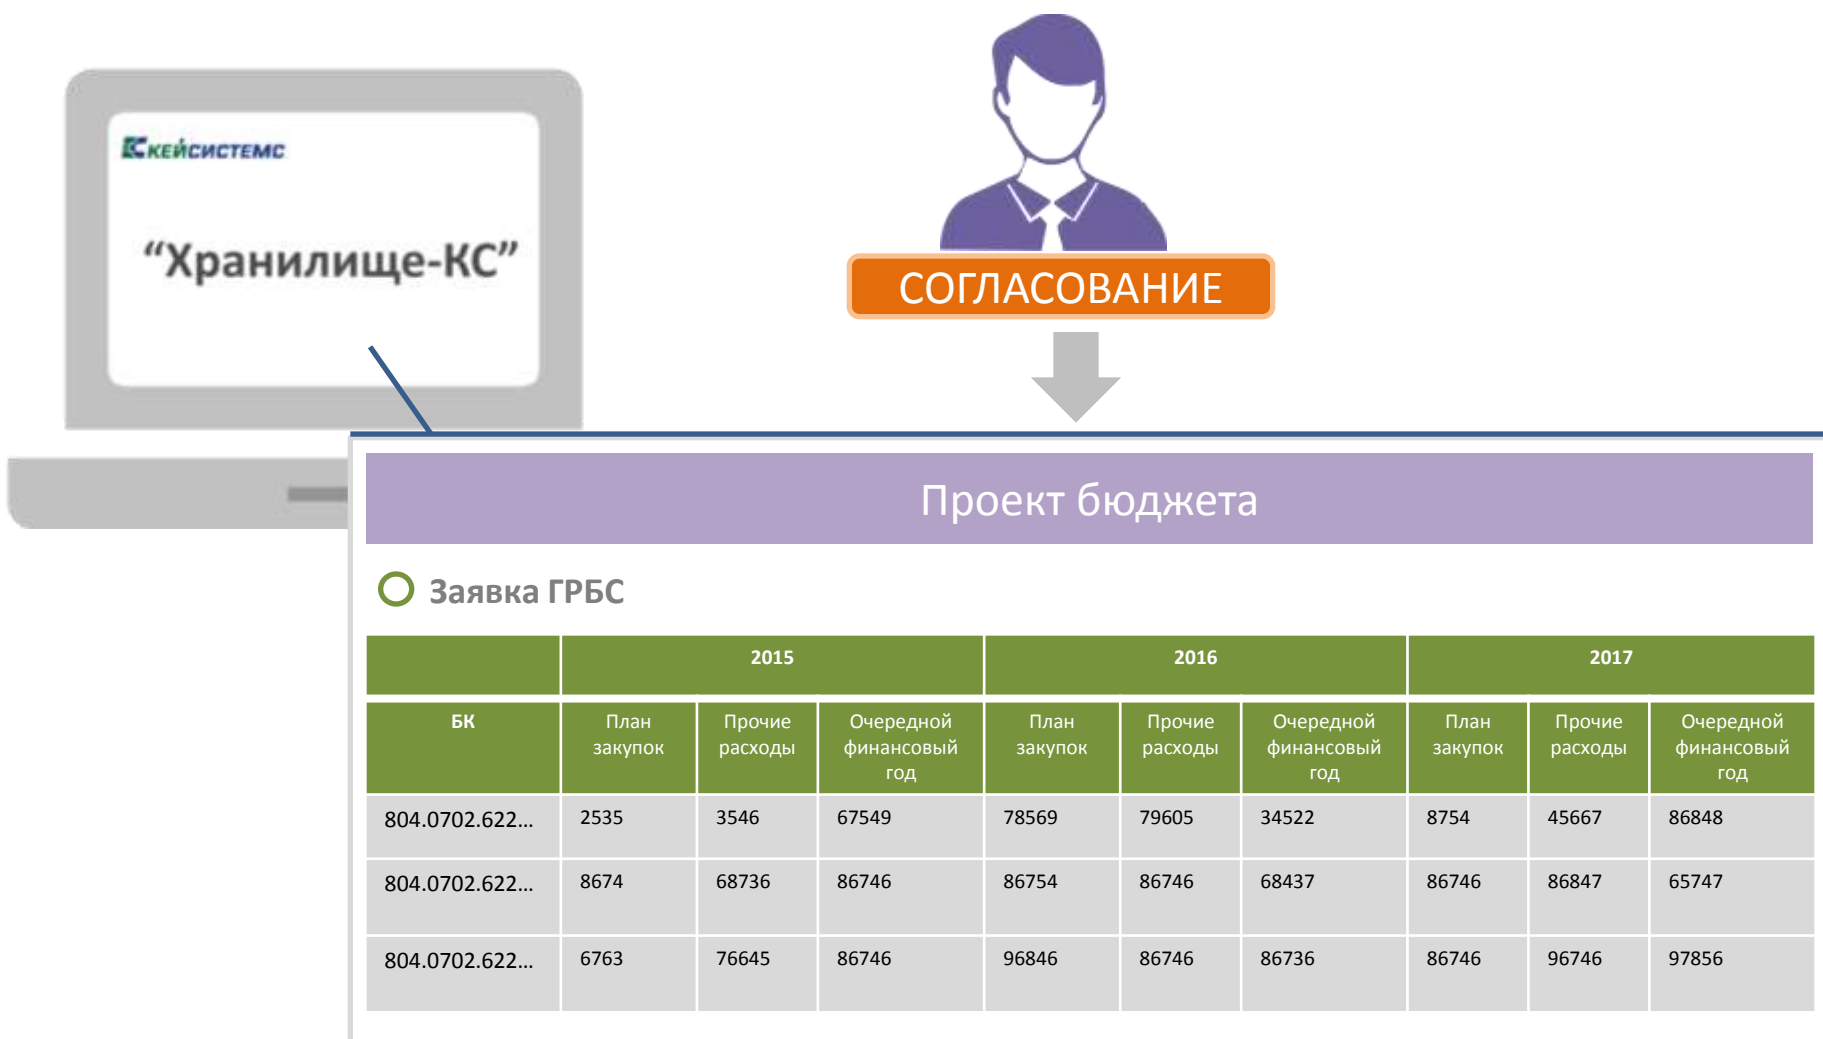 КЕЙСИСТЕМС
“Хранилище-КС”
СОГЛАСОВАНИЕ
Проект бюджета
Заявка ГРБС
2015 2016 2017
БК План закупок Прочие расходы Очередной финансовый год План закупок Прочие расходы Очередной финансовый год План закупок Прочие расходы Очередной финансовый год
804.0702.622... 2535 3546 67549 78569 79605 34522 8754 45667 86848
804.0702.622... 8674 68736 86746 86754 86746 68437 86746 86847 65747
804.0702.622... 6763 76645 86746 96846 86746 86736 86746 96746 97856